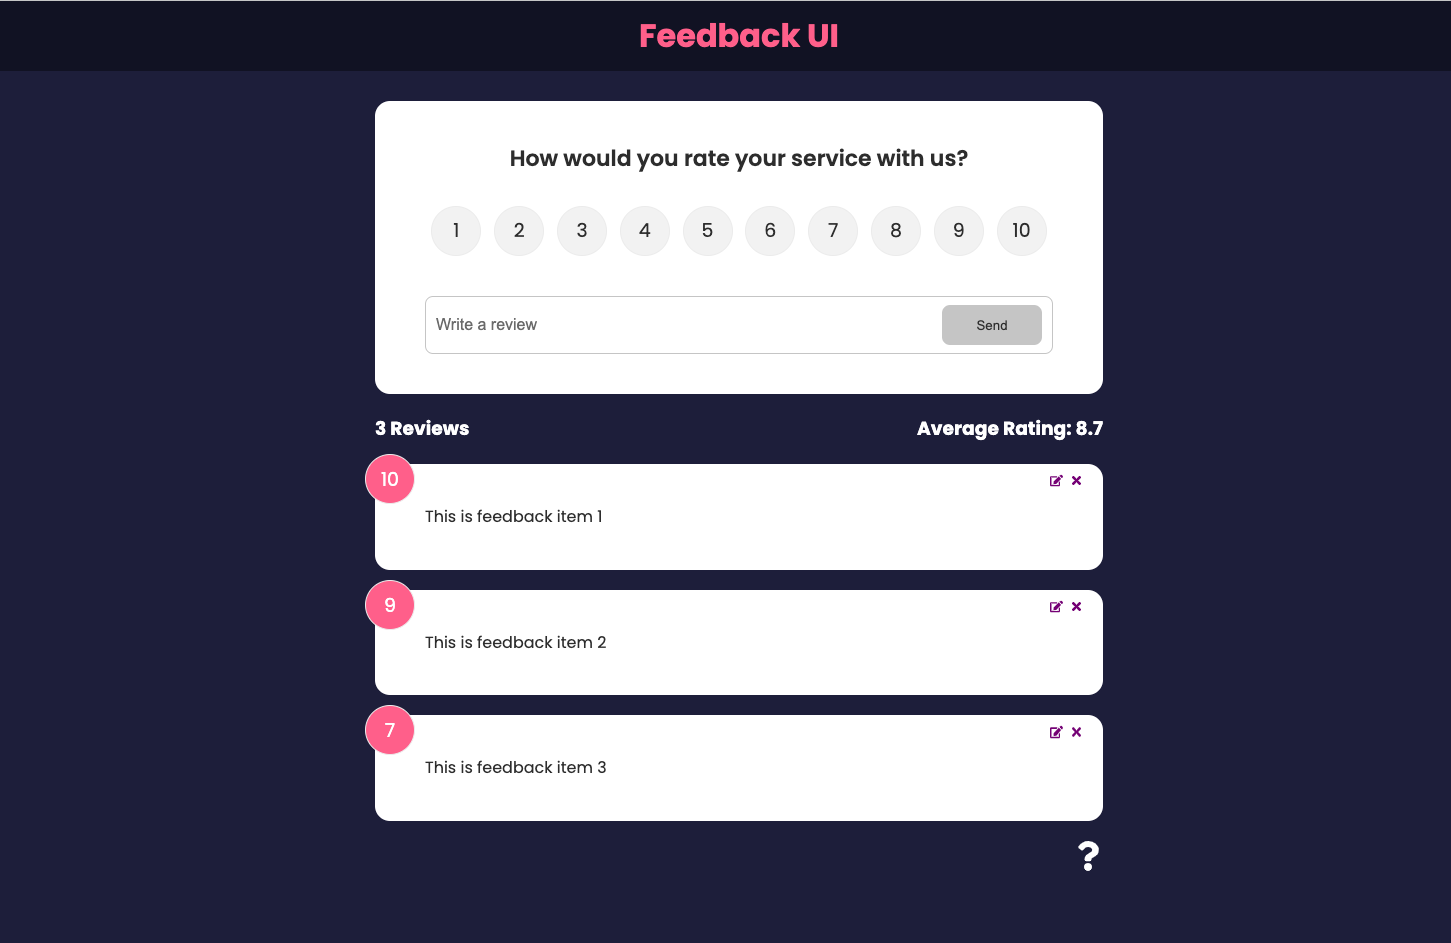 Feedback UI
How would you rate your service with us?
1 2 3 4 5 6 7 8 9 10
Write a review
Send
3 Reviews
Average Rating: 8.7
10
This is feedback item 1
9
This is feedback item 2
7
This is feedback item 3
?